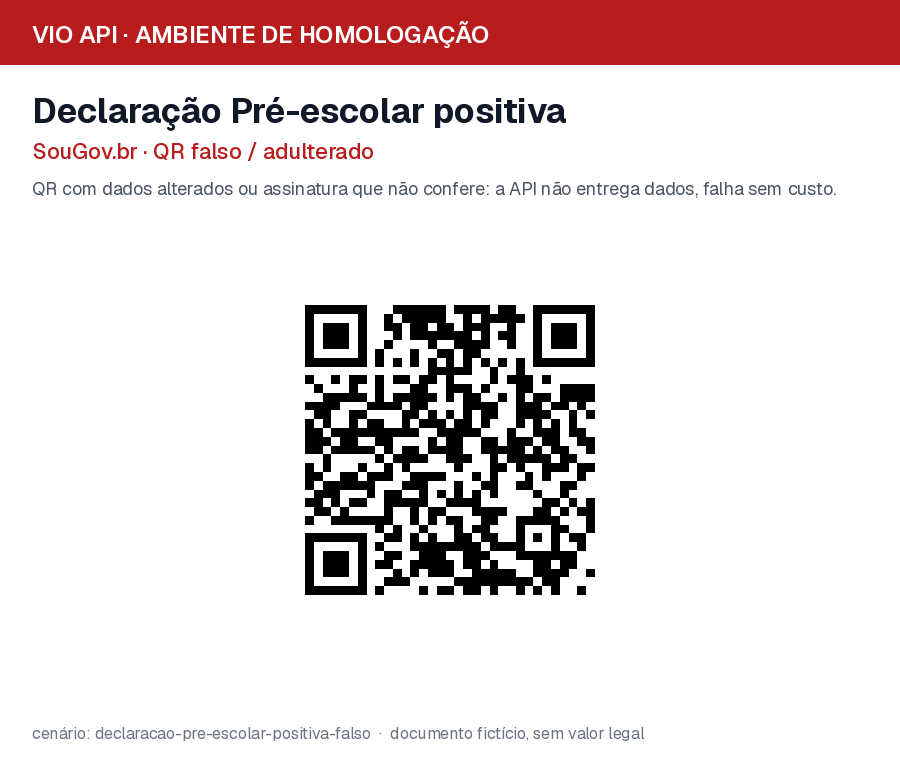 VIO API · AMBIENTE DE HOMOLOGAÇÃO
Declaração Pré-escolar positiva
SouGov.br · QR falso / adulterado
QR com dados alterados ou assinatura que não confere: a API não entrega dados, falha sem custo.
cenário: declaracao-pre-escolar-positiva-falso · documento fictício, sem valor legal